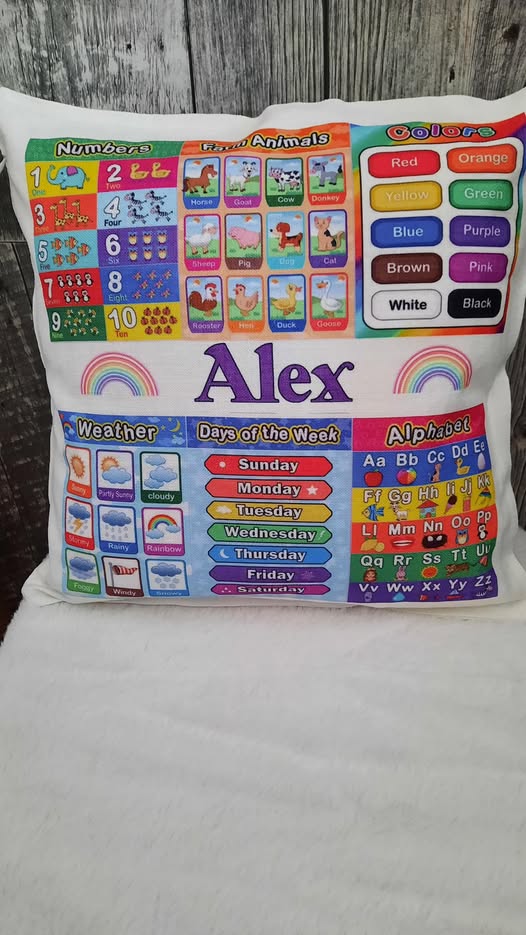 Numbers
1 One
2 Two
3 Three
4 Four
5 Five
6 Six
7 Seven
8 Eight
9 Nine
10 Ten
Farm Animals
Horse Goat Cow Donkey
Sheep Pig Dog Cat
Rooster Hen Duck Goose
Colors
Red Orange
Yellow Green
Blue Purple
Brown Pink
White Black
Alex
Weather
Sunny Partly Sunny cloudy
Stormy Rainy Rainbow
Foggy Windy Snowy
Days of the Week
Sunday
Monday
Tuesday
Wednesday
Thursday
Friday
Saturday
Alphabet
Aa Bb Cc Dd Ee
Ff Gg Hh Ii Jj Kk
Ll Mm Nn Oo Pp
Qq Rr Ss Tt Uu
Vv Ww Xx Yy Zz